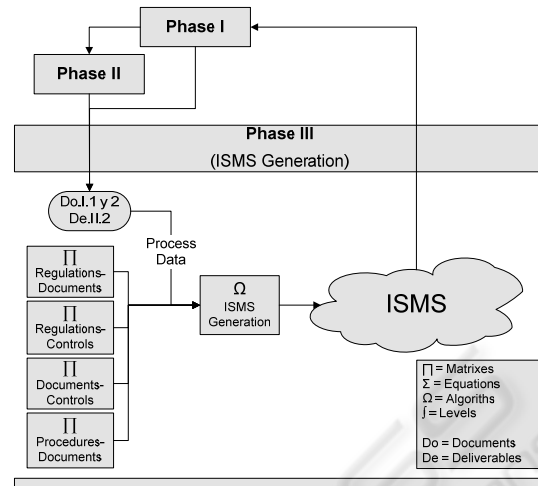 Phase I
Phase II
Phase III
(ISMS Generation)
Do.I.1 y 2
De.II.2
Process
Data
∏
Regulations-
Documents
∏
Regulations-
Controls
∏
Documents-
Controls
∏
Procedures-
Documents
Ω
ISMS
Generation
ISMS
∏ = Matrixes
Σ = Equations
Ω = Algoriths
∫ = Levels
Do = Documents
De = Deliverables